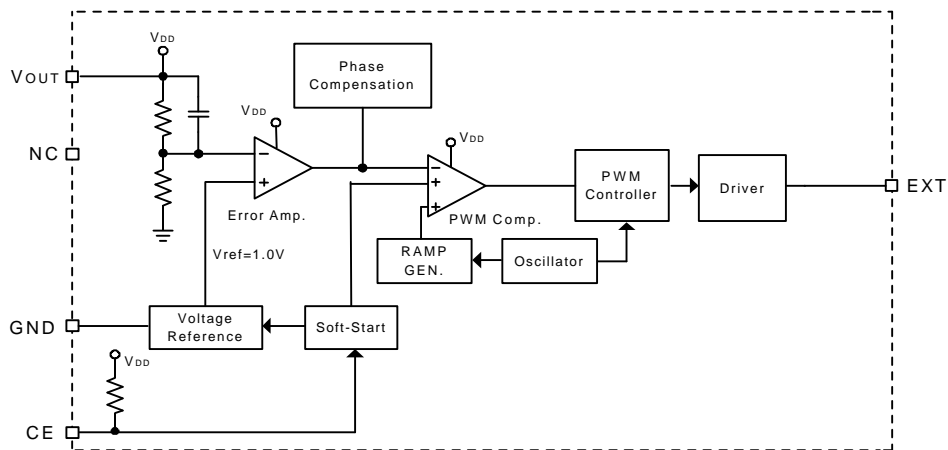 VDD
VOUT
Phase
Compensation
VDD
VDD
NC
−
+
−
+
+
PWM
Controller
Driver
EXT
Error Amp.
PWM Comp.
Vref=1.0V
RAMP
GEN.
Oscillator
GND
Voltage
Reference
Soft-Start
VDD
CE